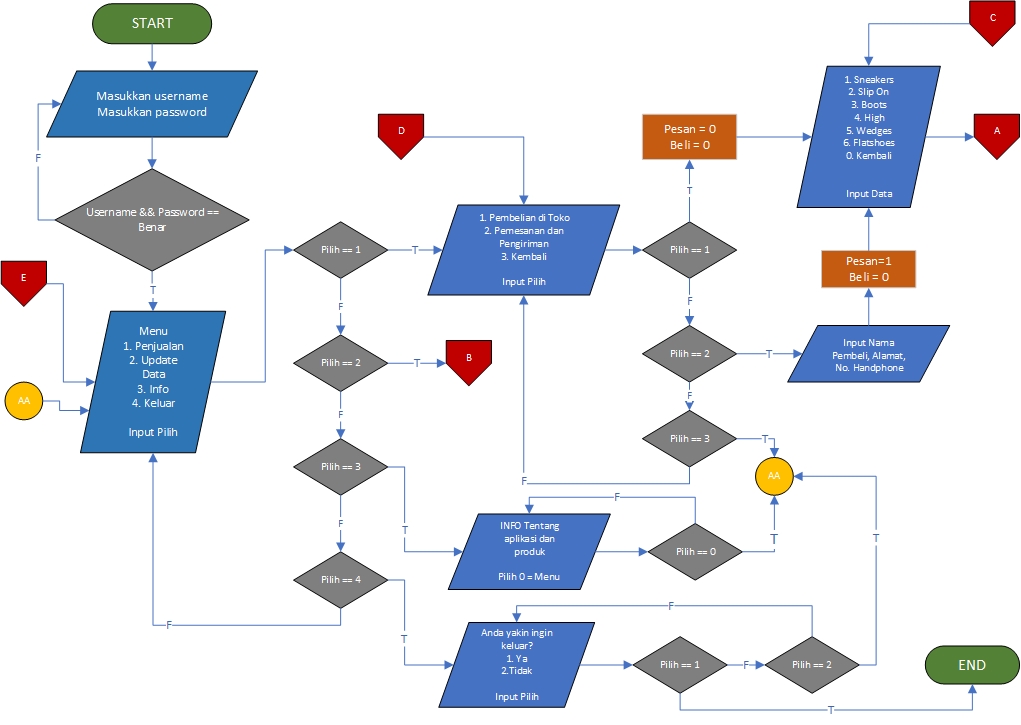 START
Masukkan username
Masukkan password
F
Username && Password ==
Benar
T
E
AA
Menu
1. Penjualan
2. Update
Data
3. Info
4. Keluar
Input Pilih
F
Pilih == 1
T
F
Pilih == 2
T
B
F
Pilih == 3
T
F
Pilih == 4
T
D
1. Pembelian di Toko
2. Pemesanan dan
Pengiriman
3. Kembali
Input Pilih
F
Pesan = 0
Beli = 0
T
Pilih == 1
F
Pilih == 2
T
F
Pilih == 3
T
AA
C
1. Sneakers
2. Slip On
3. Boots
4. High
5. Wedges
6. Flatshoes
0. Kembali
Input Data
A
Pesan=1
Beli = 0
Input Nama
Pembeli, Alamat,
No. Handphone
F
INFO Tentang
aplikasi dan
produk
Pilih 0 = Menu
Pilih == 0
T
T
F
Anda yakin ingin
keluar?
1. Ya
2.Tidak
Input Pilih
Pilih == 1
F
Pilih == 2
T
END